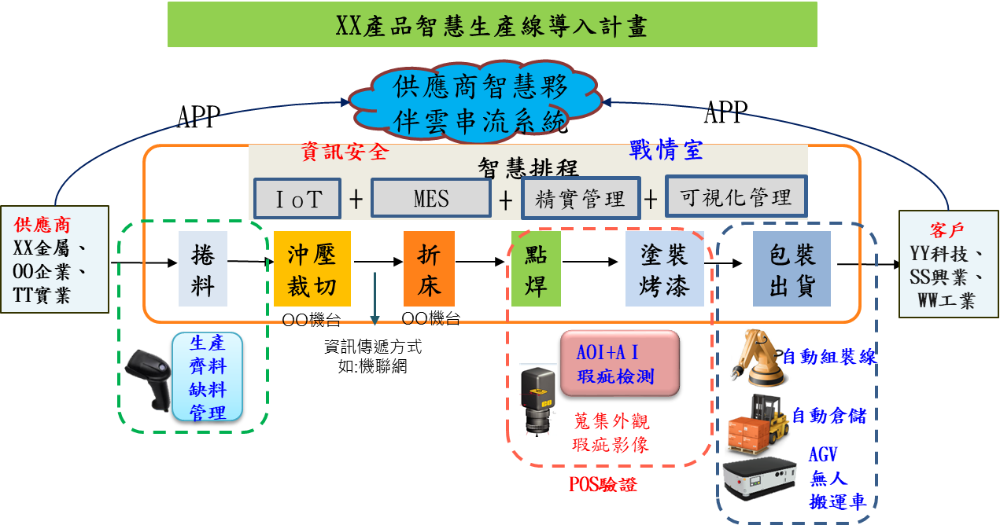 XX產品智慧生產線導入計畫
供應商智慧夥
伴雲串流系統
APP
APP
資訊安全
戰情室
智慧排程
IoT
+
MES
+
精實管理
+
可視化管理
供應商
XX金屬、
OO企業、
TT實業
捲
料
沖壓
裁切
折
床
點
焊
塗裝
烤漆
包裝
出貨
客戶
YY科技、
SS興業、
WW工業
OO機台
OO機台
資訊傳遞方式
如:機聯網
生產
齊料
缺料
管理
AOI+AI
瑕疵檢測
蒐集外觀
瑕疵影像
POS驗證
自動組裝線
自動倉儲
AGV
無人
搬運車